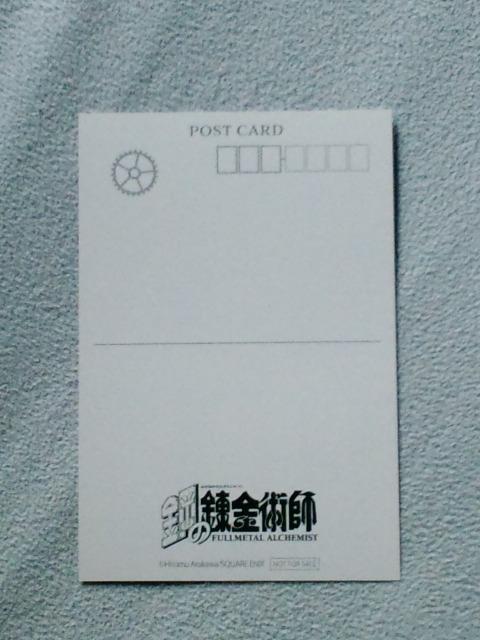 POST CARD
鋼の錬金術師
FULLMETAL ALCHEMIST
©Hiromu Arakawa/SQUARE ENIX NOT FOR SALE